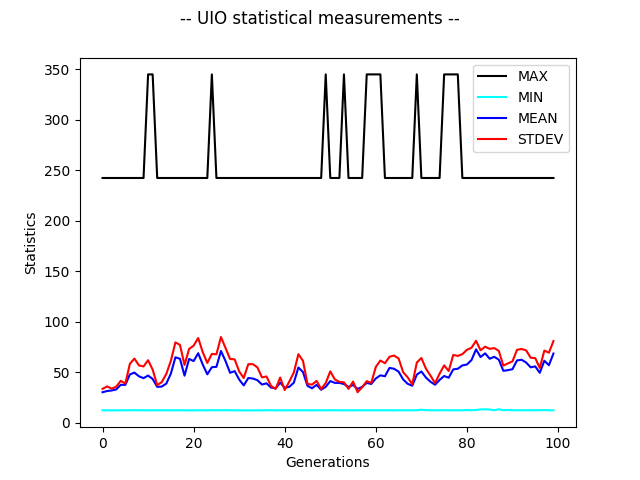 -- UIO statistical measurements --
350
300
250
200
150
100
50
0
Statistics
MAX
MIN
MEAN
STDEV
0 20 40 60 80 100
Generations